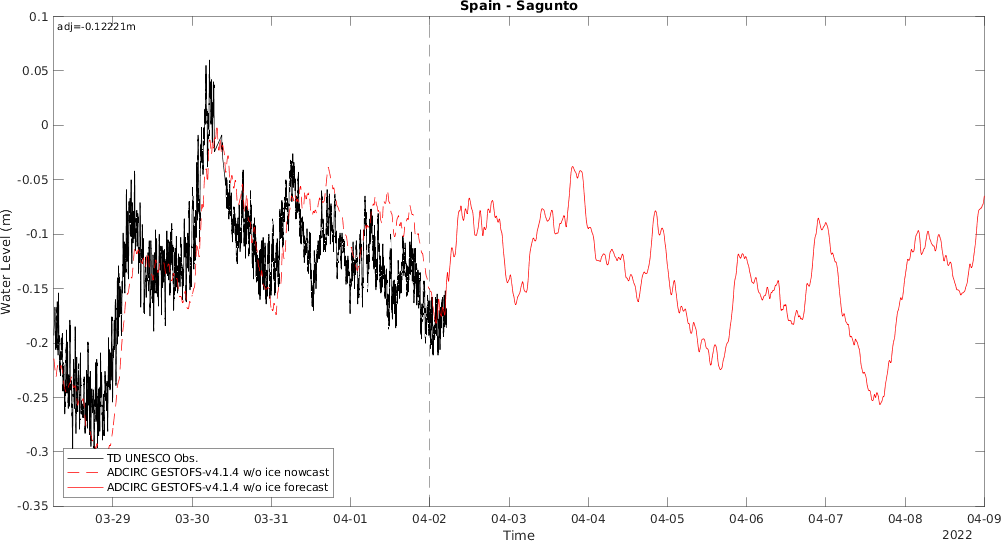 Spain - Sagunto
adj=-0.12221m
0.1
0.05
0
-0.05
-0.1
-0.15
-0.2
-0.25
-0.3
-0.35
Water Level (m)
TD UNESCO Obs.
ADCIRC GESTOFS-v4.1.4 w/o ice nowcast
ADCIRC GESTOFS-v4.1.4 w/o ice forecast
03-29 03-30 03-31 04-01 04-02 04-03 04-04 04-05 04-06 04-07 04-08 04-09
Time
2022